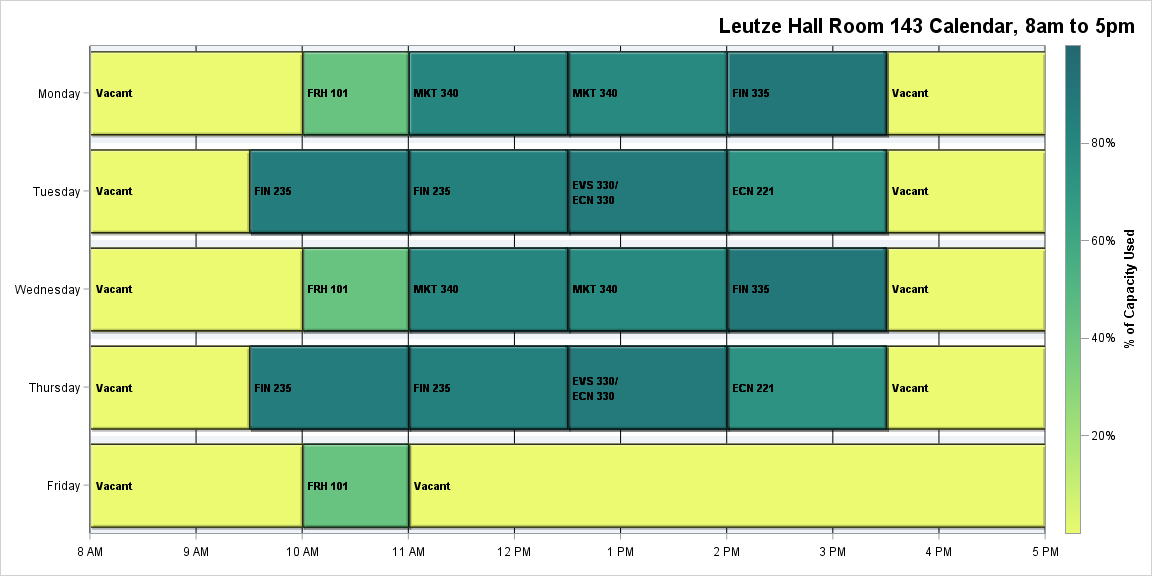 Leutze Hall Room 143 Calendar, 8am to 5pm
Monday
Vacant
FRH 101
MKT 340
MKT 340
FIN 335
Vacant
Tuesday
Vacant
FIN 235
FIN 235
EVS 330/
ECN 330
ECN 221
Vacant
Wednesday
Vacant
FRH 101
MKT 340
MKT 340
FIN 335
Vacant
Thursday
Vacant
FIN 235
FIN 235
EVS 330/
ECN 330
ECN 221
Vacant
Friday
Vacant
FRH 101
Vacant
8 AM
9 AM
10 AM
11 AM
12 PM
1 PM
2 PM
3 PM
4 PM
5 PM
80%
60%
40%
20%
% of Capacity Used